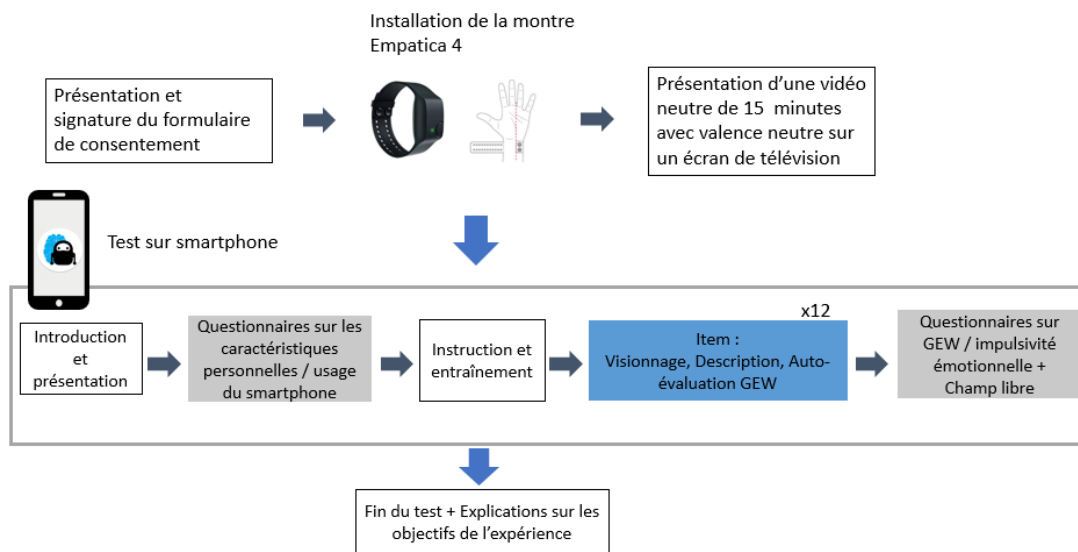 Installation de la montre
Empatica 4
Présentation et
signature du formulaire
de consentement
Présentation d’une vidéo
neutre de 15 minutes
avec valence neutre sur
un écran de télévision
Test sur smartphone
Introduction
et
présentation
Questionnaires sur les
caractéristiques
personnelles / usage
du smartphone
Instruction et
entraînement
x12
Item :
Visionnage, Description, Auto-
évaluation GEW
Questionnaires sur
GEW / impulsivité
émotionnelle +
Champ libre
Fin du test + Explications sur les
objectifs de l’expérience